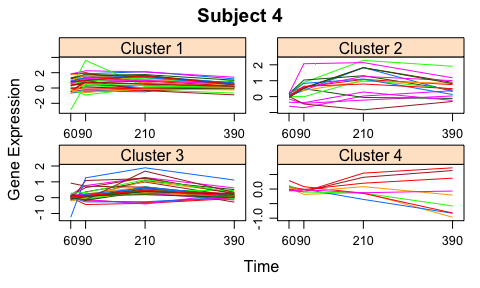 Subject 4
Gene Expression
Cluster 1
2
0
-2
6090 210 390
Cluster 2
2
1
0
6090 210 390
Cluster 3
2
1
0
-1
6090 210 390
Cluster 4
0.0
-1.0
6090 210 390
Time